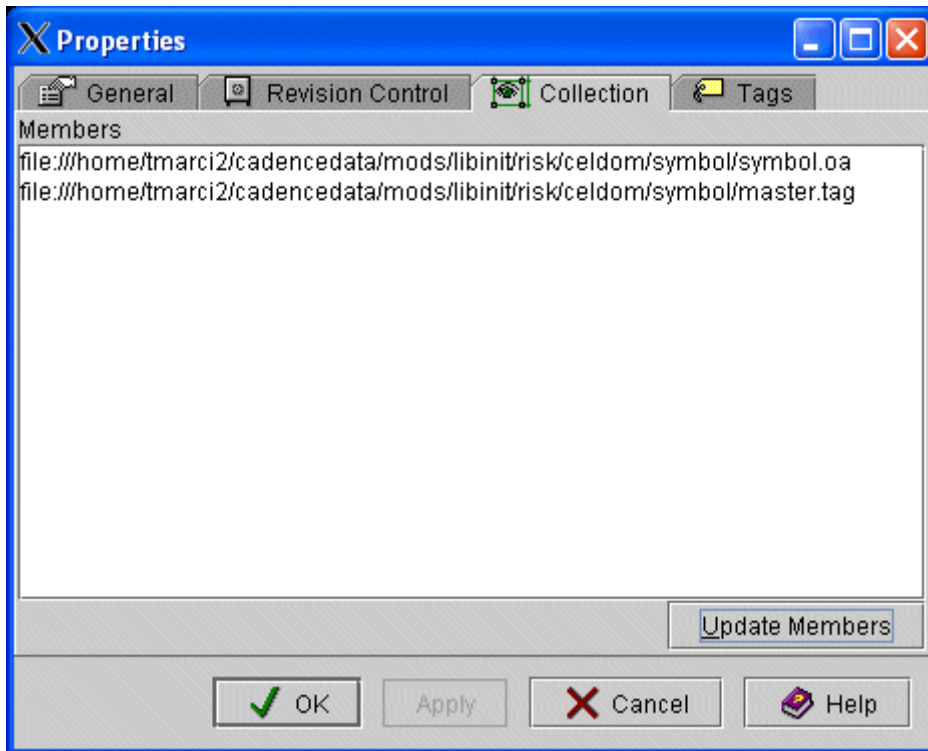 Properties
General Revision Control Collection Tags
Members
file:///home/tmarci2/cadencedata/mods/libinit/risk/celdom/symbol/symbol.oa
file:///home/tmarci2/cadencedata/mods/libinit/risk/celdom/symbol/master.tag
Update Members
OK Apply Cancel Help